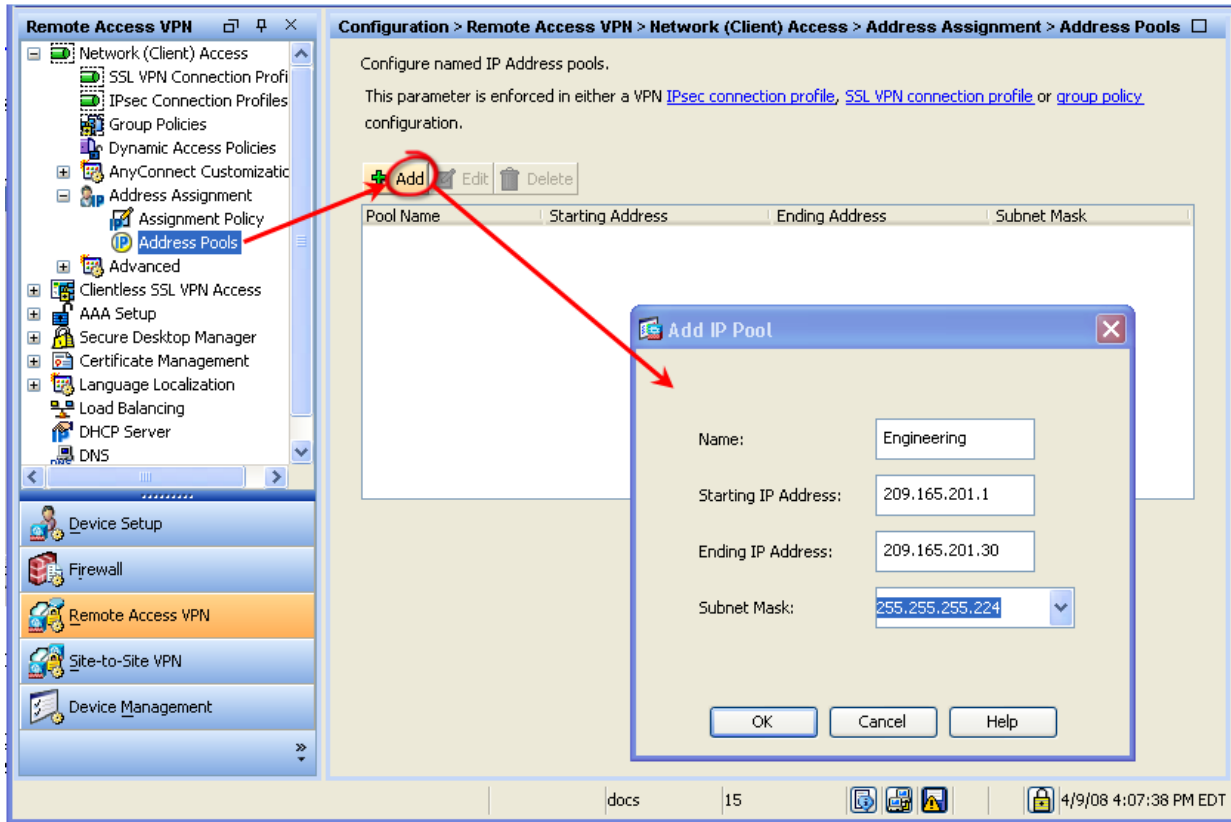 Remote Access VPN
Network (Client) Access
SSL VPN Connection Profi
IPsec Connection Profiles
Group Policies
Dynamic Access Policies
AnyConnect Customizatic
Address Assignment
Assignment Policy
Address Pools
Advanced
Clientless SSL VPN Access
AAA Setup
Secure Desktop Manager
Certificate Management
Language Localization
Load Balancing
DHCP Server
DNS
Device Setup
Firewall
Remote Access VPN
Site-to-Site VPN
Device Management
Configuration > Remote Access VPN > Network (Client) Access > Address Assignment > Address Pools
Configure named IP Address pools.
This parameter is enforced in either a VPN IPsec connection profile, SSL VPN connection profile or group policy
configuration.
Add Edit Delete
Pool Name Starting Address Ending Address Subnet Mask
Add IP Pool
Name: Engineering
Starting IP Address: 209.165.201.1
Ending IP Address: 209.165.201.30
Subnet Mask: 255.255.255.224
OK Cancel Help
docs 15 4/9/08 4:07:38 PM EDT